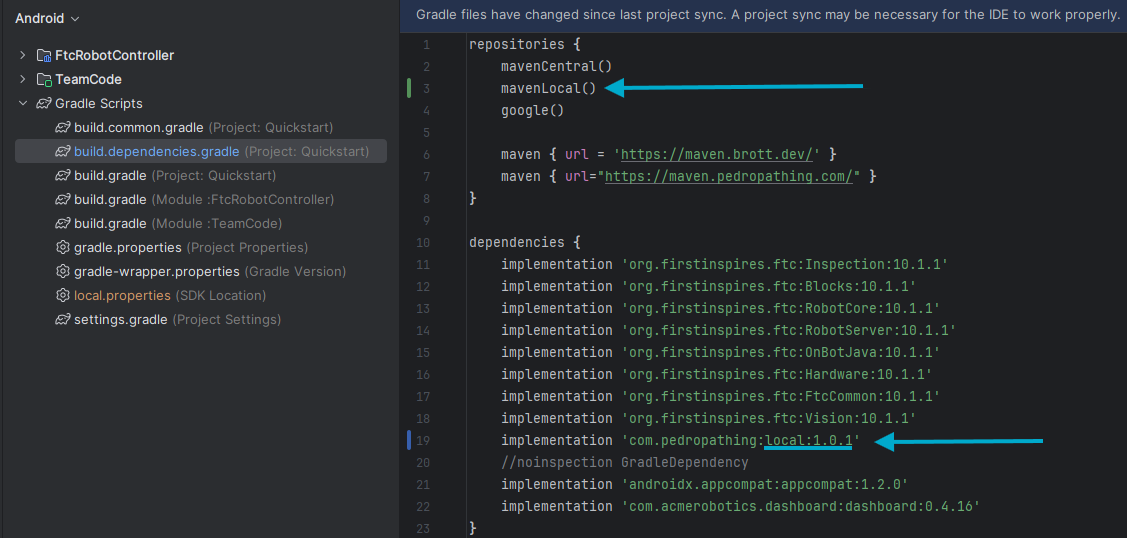 Android
FtcRobotController
TeamCode
Gradle Scripts
build.common.gradle (Project: Quickstart)
build.dependencies.gradle (Project: Quickstart)
build.gradle (Project: Quickstart)
build.gradle (Module :FtcRobotController)
build.gradle (Module :TeamCode)
gradle.properties (Project Properties)
gradle-wrapper.properties (Gradle Version)
local.properties (SDK Location)
settings.gradle (Project Settings)
Gradle files have changed since last project sync. A project sync may be necessary for the IDE to work properly.
1 repositories {
2 mavenCentral()
3 mavenLocal()
4 google()
5
6 maven { url = 'https://maven.brott.dev/' }
7 maven { url="https://maven.pedropathing.com/" }
8 }
9
10 dependencies {
11 implementation 'org.firstinspires.ftc:Inspection:10.1.1'
12 implementation 'org.firstinspires.ftc:Blocks:10.1.1'
13 implementation 'org.firstinspires.ftc:RobotCore:10.1.1'
14 implementation 'org.firstinspires.ftc:RobotServer:10.1.1'
15 implementation 'org.firstinspires.ftc:OnBotJava:10.1.1'
16 implementation 'org.firstinspires.ftc:Hardware:10.1.1'
17 implementation 'org.firstinspires.ftc:FtcCommon:10.1.1'
18 implementation 'org.firstinspires.ftc:Vision:10.1.1'
19 implementation 'com.pedropathing:local:1.0.1'
20 //noinspection GradleDependency
21 implementation 'androidx.appcompat:appcompat:1.2.0'
22 implementation 'com.acmerobotics.dashboard:dashboard:0.4.16'
23 }